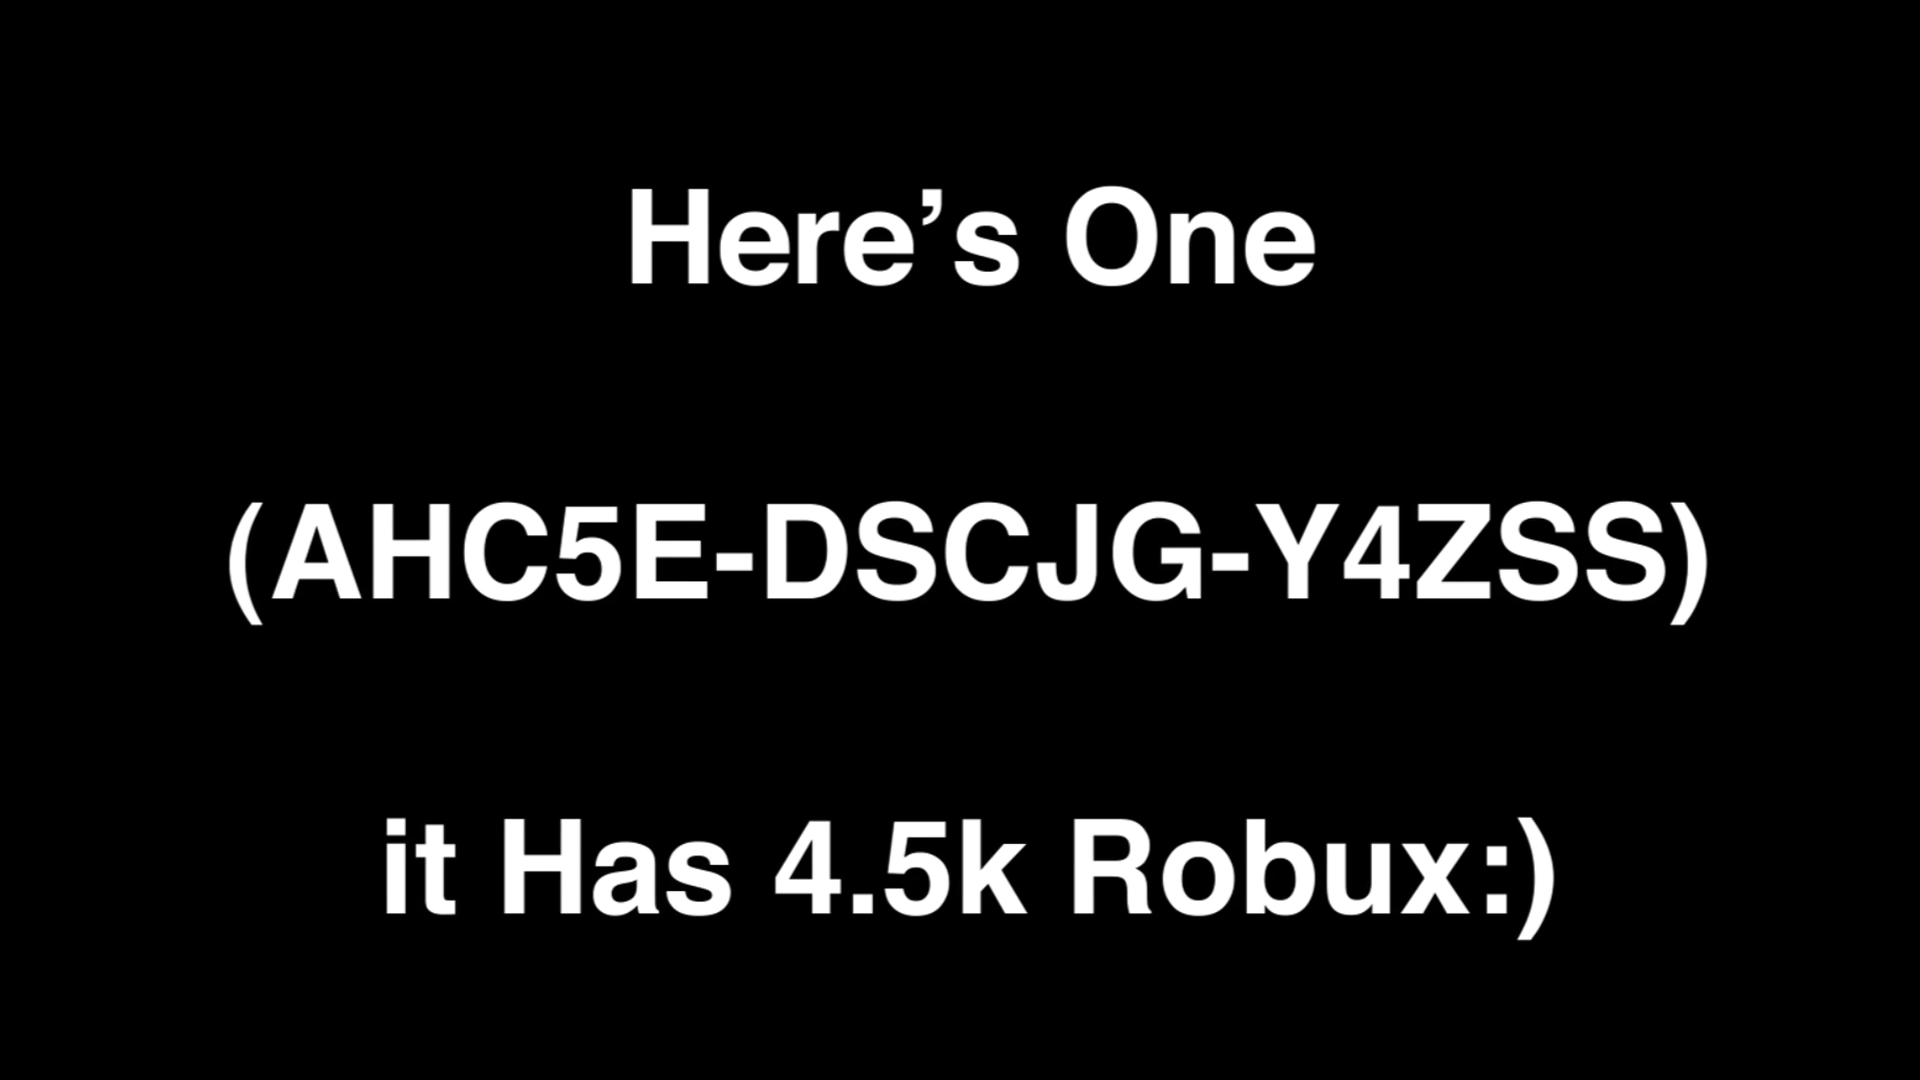 Here’s One
(AHC5E-DSCJG-Y4ZSS)
it Has 4.5k Robux:)